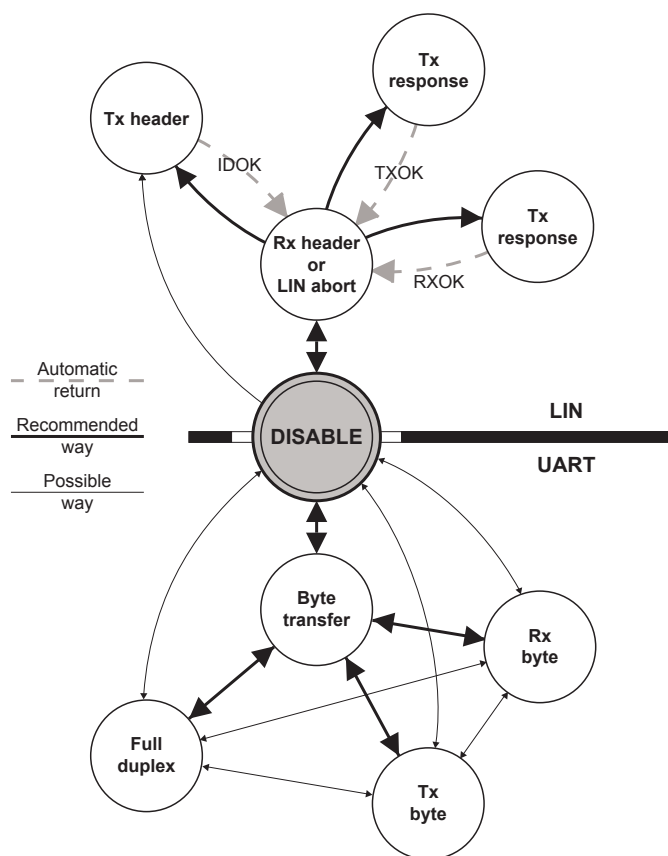 Tx
response
Tx header
IDOK
TXOK
Tx
response
Rx header
or
LIN abort
RXOK
Automatic
return
Recommended
way
Possible
way
DISABLE
LIN
UART
Byte
transfer
Rx
byte
Full
duplex
Tx
byte